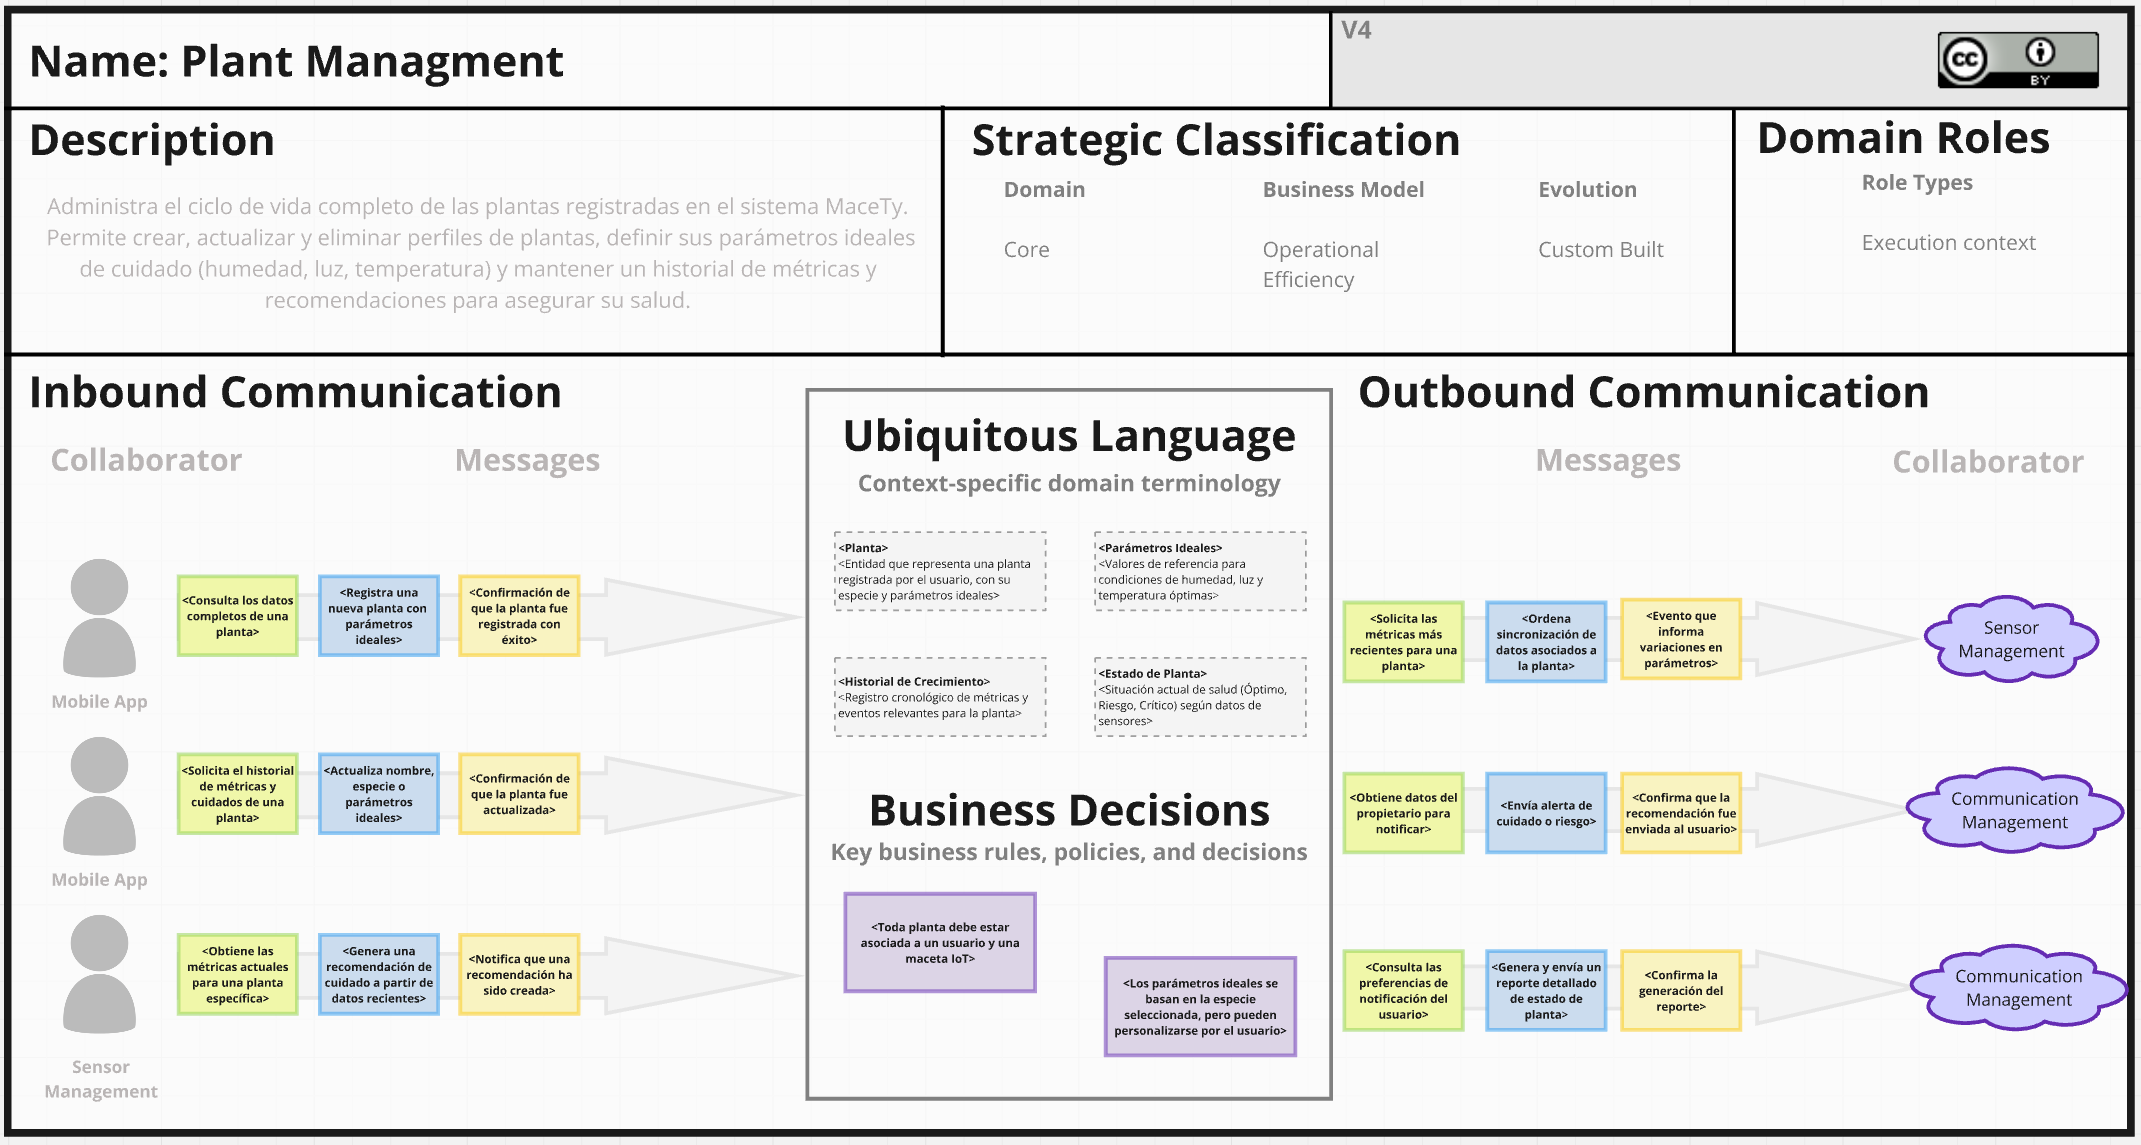 Name: Plant Managment
V4
cc
BY
Description
Administra el ciclo de vida completo de las plantas registradas en el sistema MaceTy.
Permite crear, actualizar y eliminar perfiles de plantas, definir sus parámetros ideales
de cuidado (humedad, luz, temperatura) y mantener un historial de métricas y
recomendaciones para asegurar su salud.
Strategic Classification
Domain
Core
Business Model
Operational
Efficiency
Evolution
Custom Built
Domain Roles
Role Types
Execution context
Inbound Communication
Collaborator
Messages
Mobile App
<Consulta los datos
completos de una
planta>
<Registra una
nueva planta con
parámetros
ideales>
<Confirmación de
que la planta fue
registrada con
éxito>
Mobile App
<Solicita el historial
de métricas y
cuidados de una
planta>
<Actualiza nombre,
especie o
parámetros
ideales>
<Confirmación de
que la planta fue
actualizada>
Sensor
Management
<Obtiene las
métricas actuales
para una planta
específica>
<Genera una
recomendación de
cuidado a partir de
datos recientes>
<Notifica que una
recomendación ha
sido creada>
Ubiquitous Language
Context-specific domain terminology
<Planta>
<Entidad que representa una planta
registrada por el usuario, con su
especie y parámetros ideales>
<Parámetros Ideales>
<Valores de referencia para
condiciones de humedad, luz y
temperatura óptimas>
<Historial de Crecimiento>
<Registro cronológico de métricas y
eventos relevantes para la planta>
<Estado de Planta>
<Situación actual de salud (Óptimo,
Riesgo, Crítico) según datos de
sensores>
Business Decisions
Key business rules, policies, and decisions
<Toda planta debe estar
asociada a un usuario y una
maceta IoT>
<Los parámetros ideales se
basan en la especie
seleccionada, pero pueden
personalizarse por el usuario>
Outbound Communication
Messages
Collaborator
<Solicita las
métricas más
recientes para una
planta>
<Ordena
sincronización de
datos asociados a
la planta>
<Evento que
informa
variaciones en
parámetros>
Sensor
Management
<Obtiene datos del
propietario para
notificar>
<Envía alerta de
cuidado o riesgo>
<Confirma que la
recomendación fue
enviada al usuario>
Communication
Management
<Consulta las
preferencias de
notificación del
usuario>
<Genera y envía un
reporte detallado
de estado de
planta>
<Confirma la
generación del
reporte>
Communication
Management